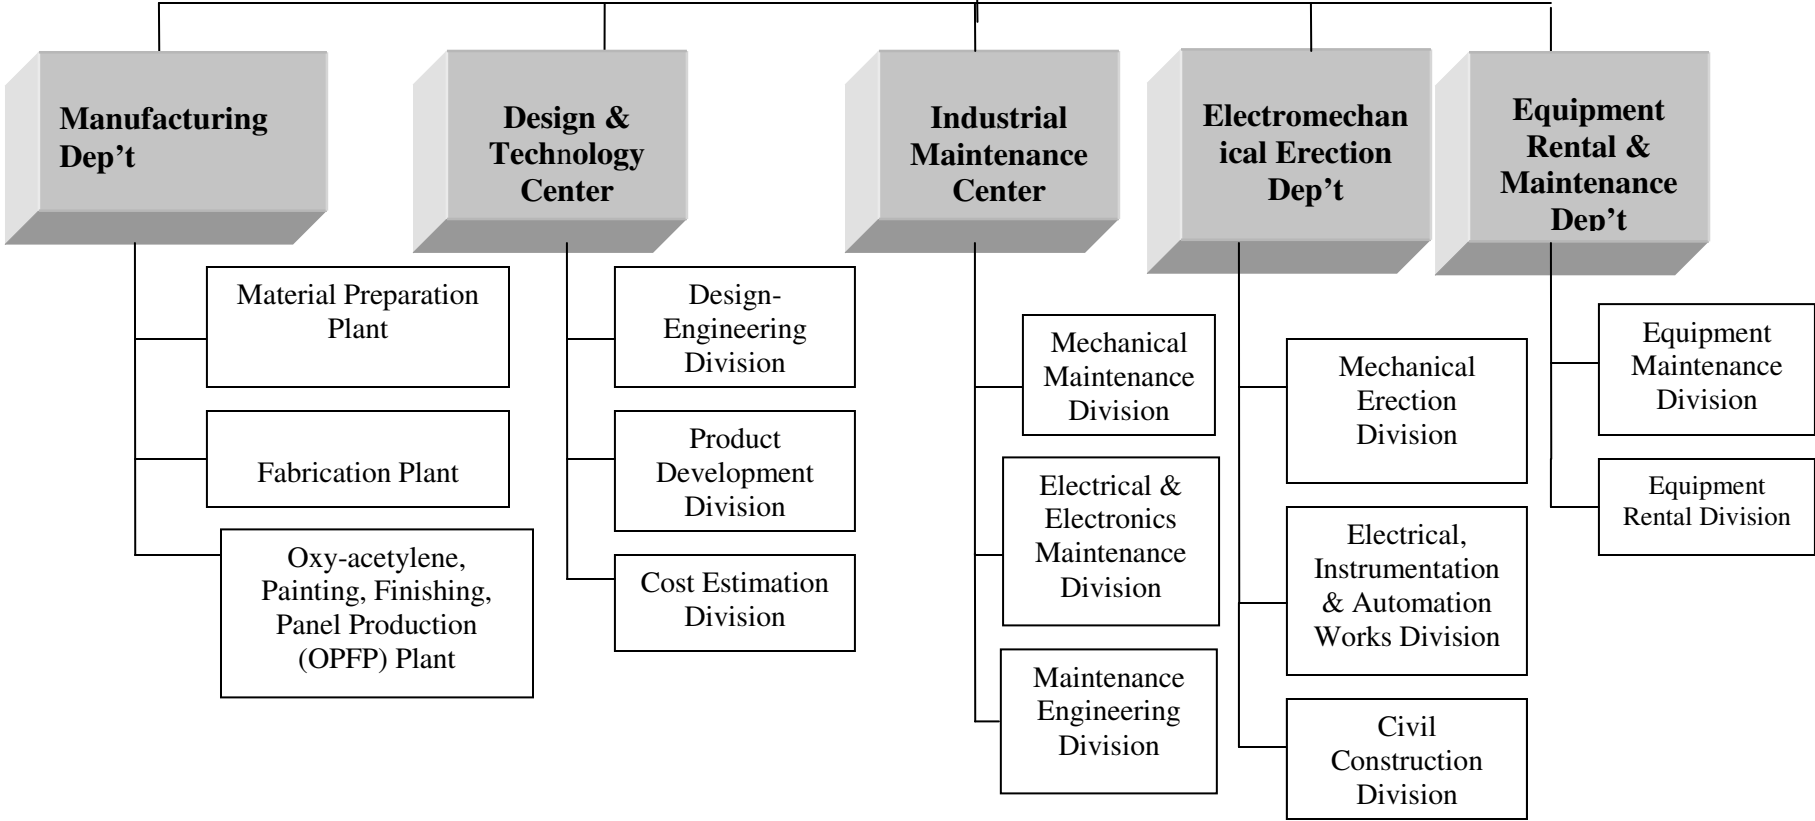 Manufacturing
Dep’t
Design &
Technology
Center
Industrial
Maintenance
Center
Electromechan
ical Erection
Dep’t
Equipment
Rental &
Maintenance
Dep’t
Material Preparation
Plant
Fabrication Plant
Oxy-acetylene,
Painting, Finishing,
Panel Production
(OPFP) Plant
Design-
Engineering
Division
Product
Development
Division
Cost Estimation
Division
Mechanical
Maintenance
Division
Electrical &
Electronics
Maintenance
Division
Maintenance
Engineering
Division
Mechanical
Erection
Division
Electrical,
Instrumentation
& Automation
Works Division
Civil
Construction
Division
Equipment
Maintenance
Division
Equipment
Rental Division